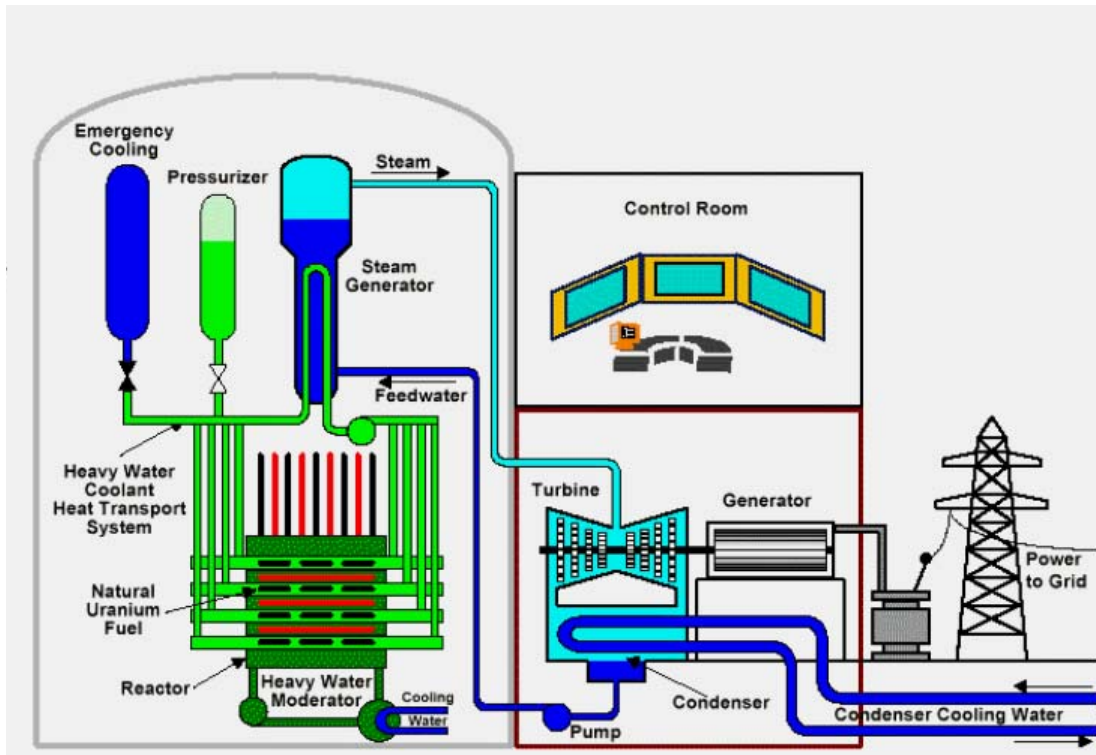 Emergency
Cooling
Pressurizer
Steam
Steam
Generator
Feedwater
Control Room
Heavy Water
Coolant
Heat Transport
System
Turbine
Generator
Power
to Grid
Natural
Uranium
Fuel
Reactor
Heavy Water
Moderator
Cooling
Water
Pump
Condenser
Condenser Cooling Water